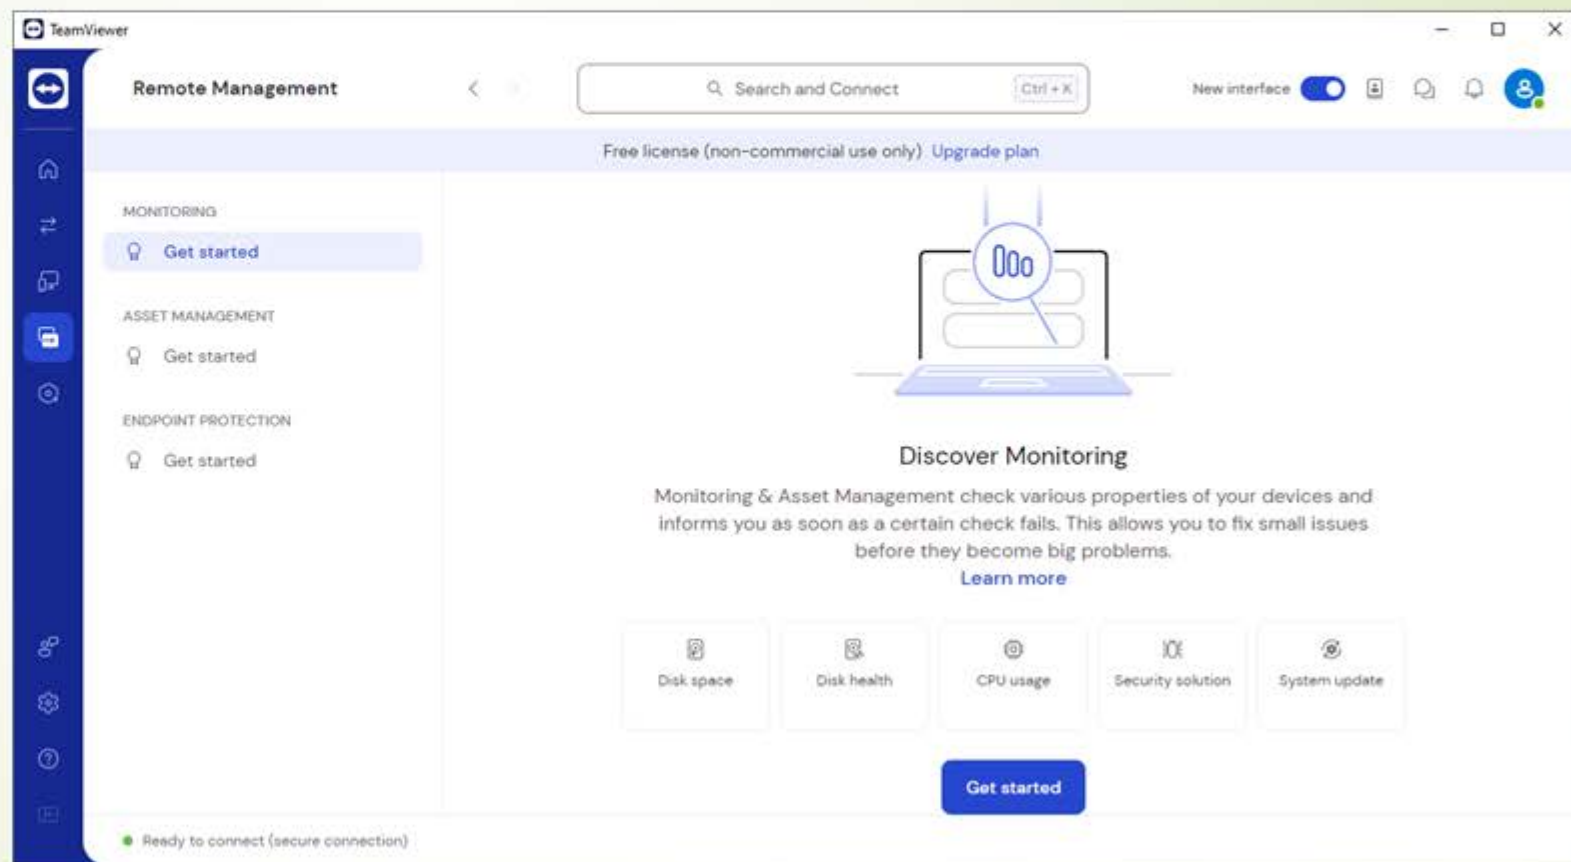 TeamViewer
Remote Management
Search and Connect
Ctrl + K
New interface
Free license (non-commercial use only) Upgrade plan
MONITORING
Get started
ASSET MANAGEMENT
Get started
ENDPOINT PROTECTION
Get started
Discover Monitoring
Monitoring & Asset Management check various properties of your devices and
informs you as soon as a certain check fails. This allows you to fix small issues
before they become big problems.
Learn more
Disk space
Disk health
CPU usage
Security solution
System update
Get started
Ready to connect (secure connection)